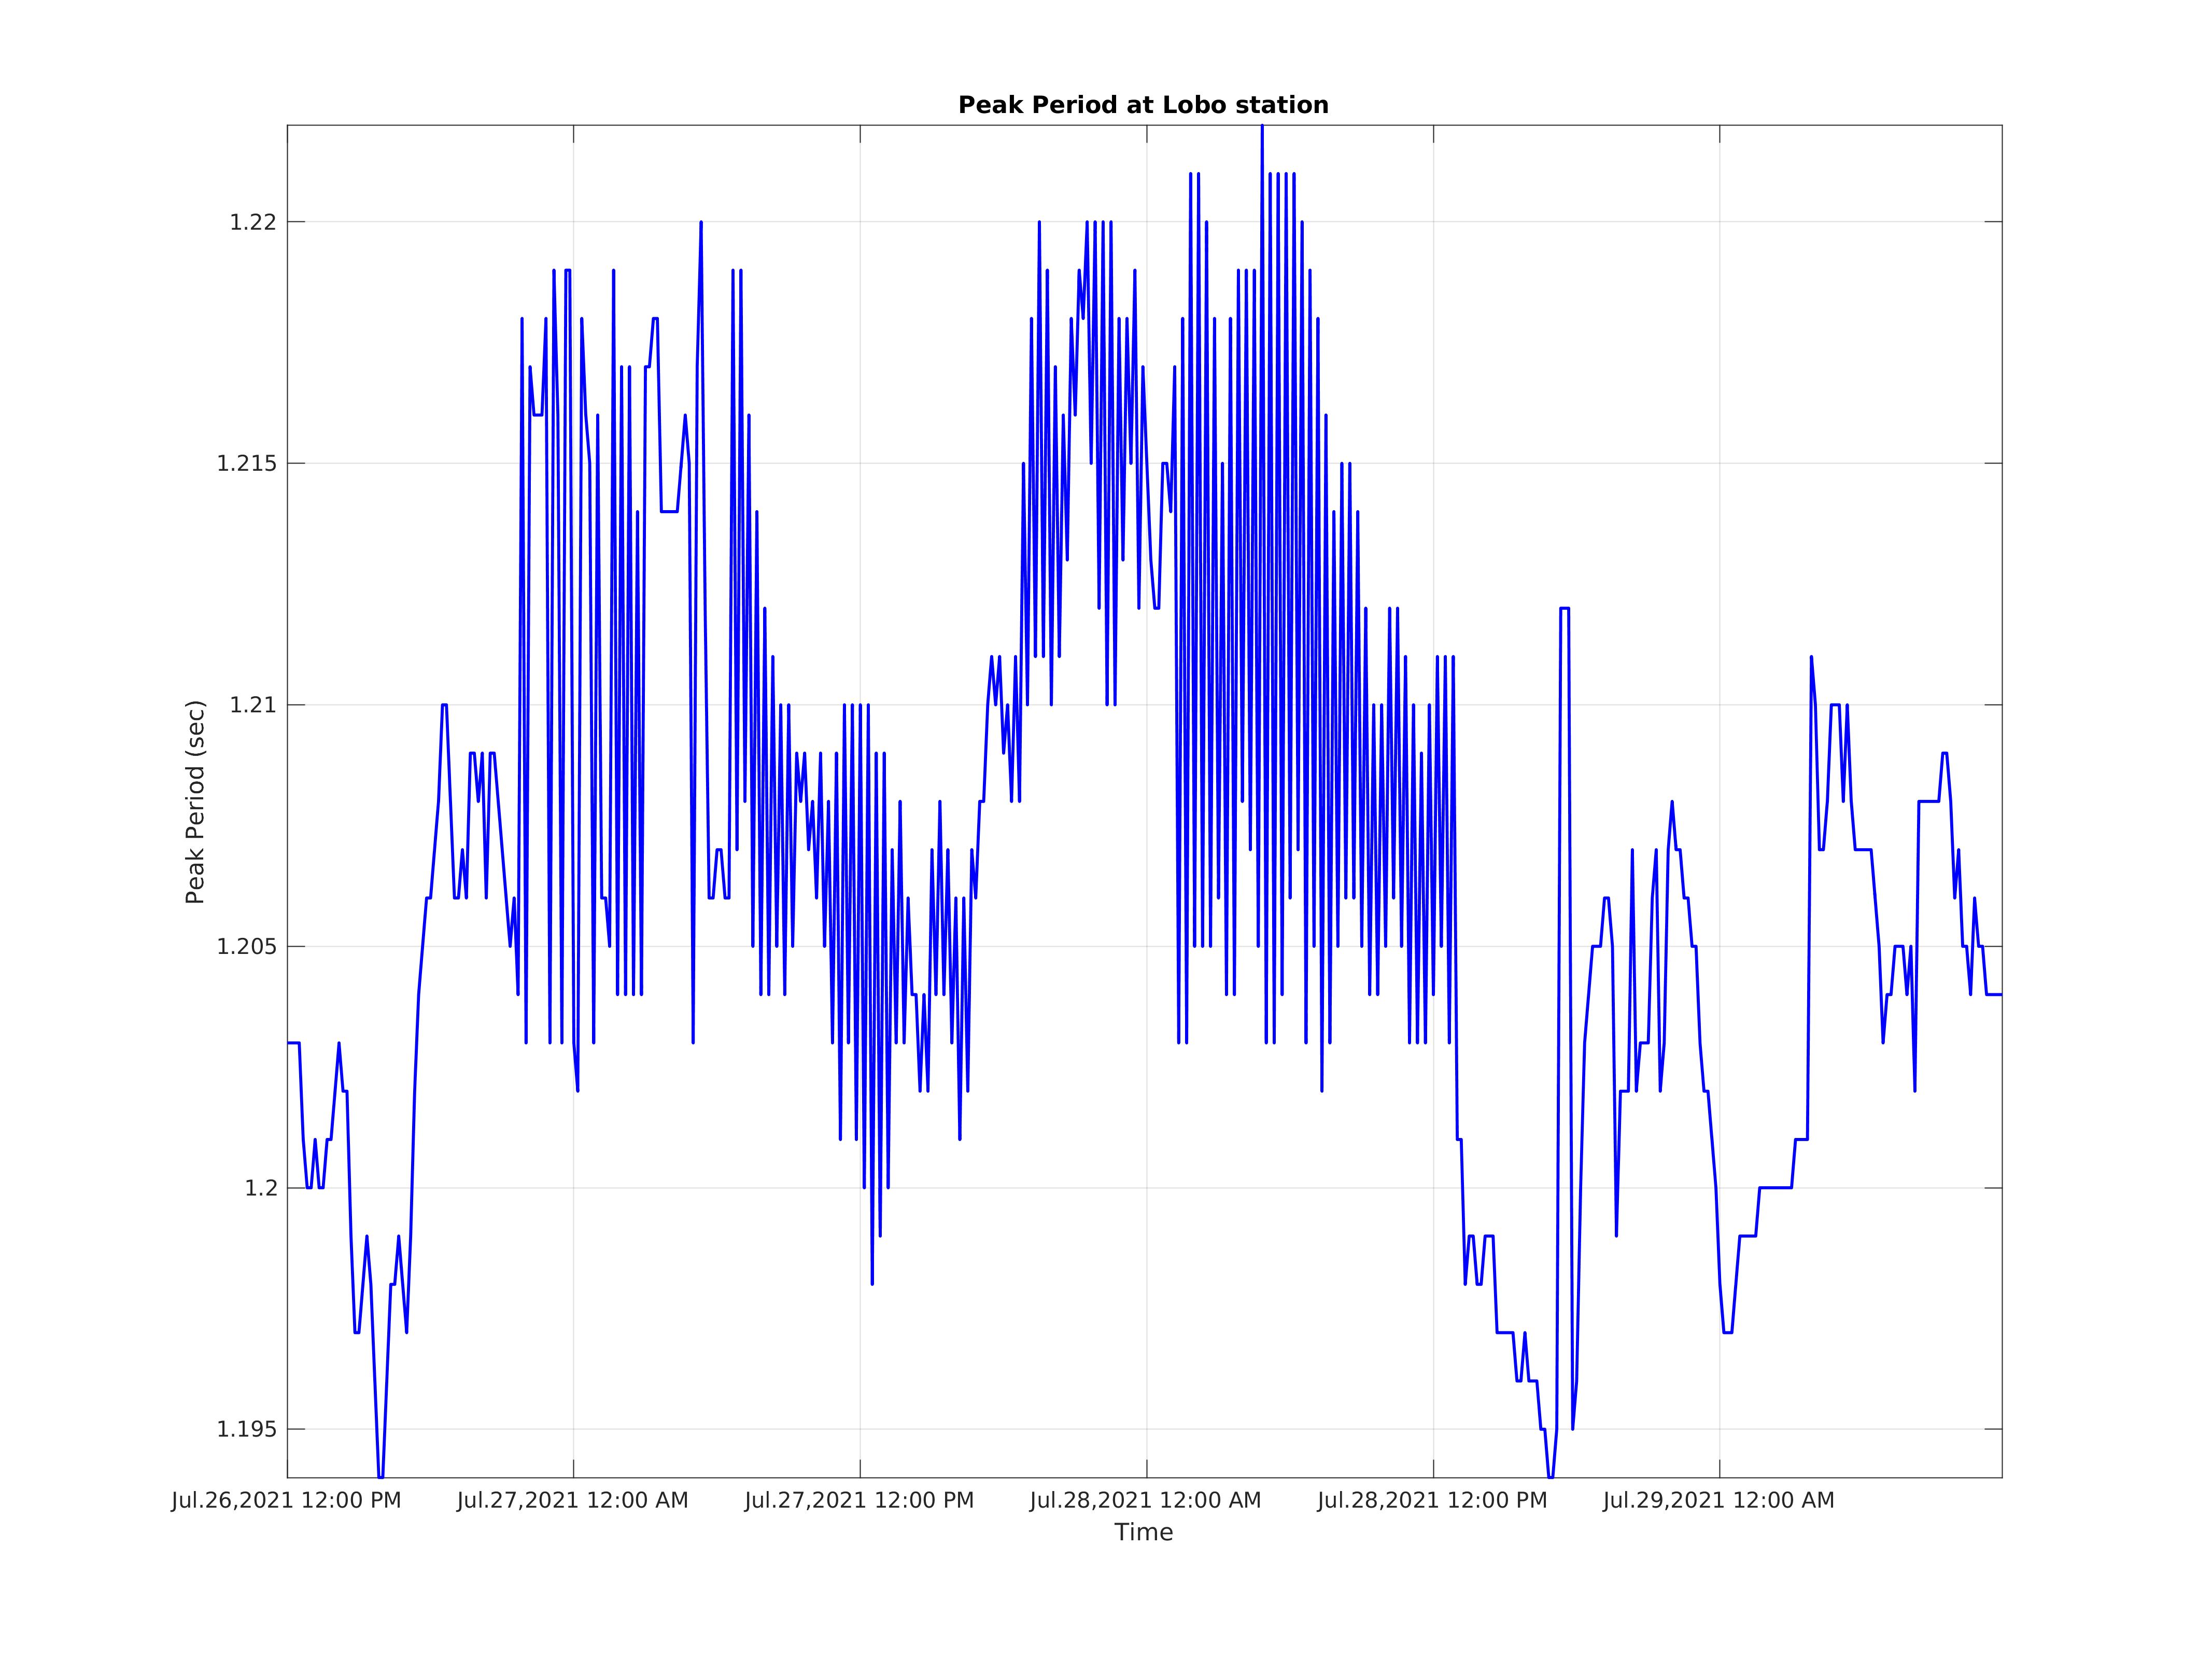 Peak Period at Lobo station
Peak Period (sec)
1.22
1.215
1.21
1.205
1.2
1.195
Jul.26,2021 12:00 PM
Jul.27,2021 12:00 AM
Jul.27,2021 12:00 PM
Jul.28,2021 12:00 AM
Jul.28,2021 12:00 PM
Jul.29,2021 12:00 AM
Time